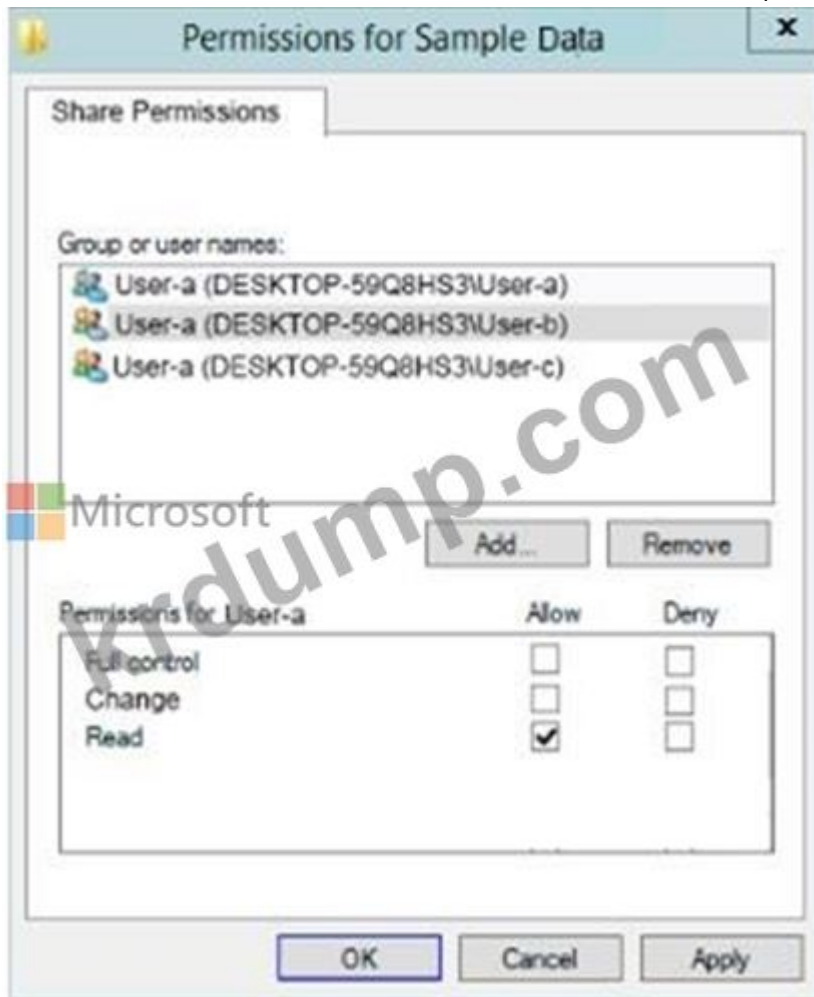 Permissions for Sample Data
x
Share Permissions
Group or user names:
User-a (DESKTOP-59Q8HS3\User-a)
User-a (DESKTOP-59Q8HS3\User-b)
User-a (DESKTOP-59Q8HS3\User-c)
Microsoft
krdump.com
Add... Remove
Permissions for User-a Allow Deny
Full control
Change
Read
OK Cancel Apply